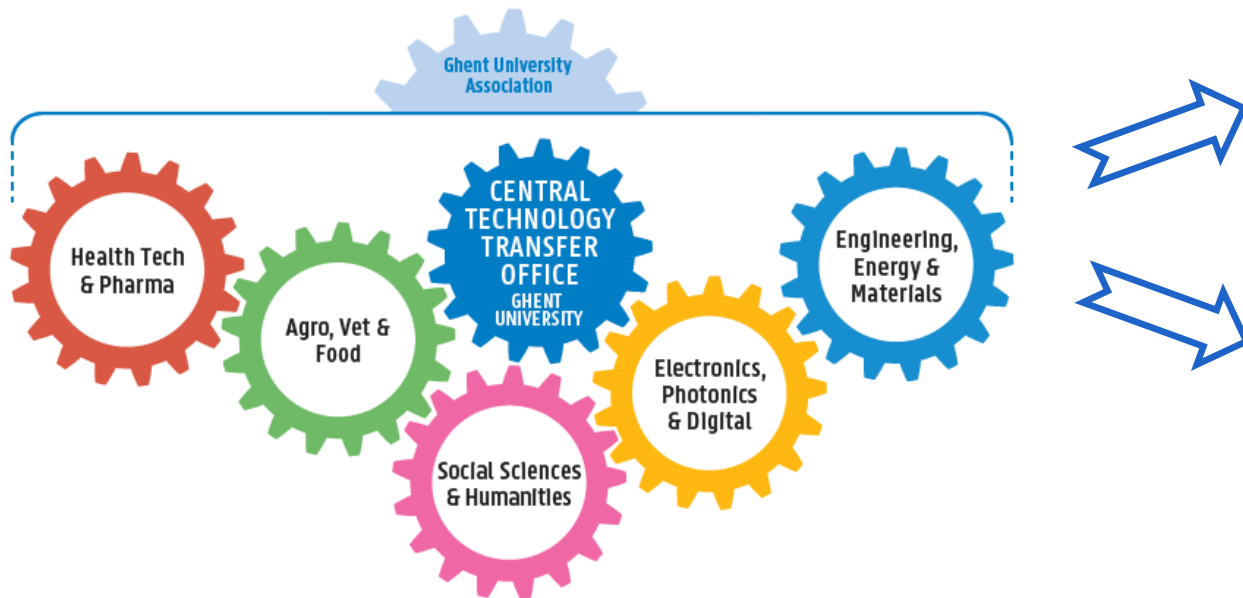 Ghent University
Association
CENTRAL
TECHNOLOGY
TRANSFER
OFFICE
GHENT
UNIVERSITY
Health Tech
& Pharma
Agro, Vet &
Food
Social Sciences
& Humanities
Electronics,
Photonics
& Digital
Engineering,
Energy &
Materials